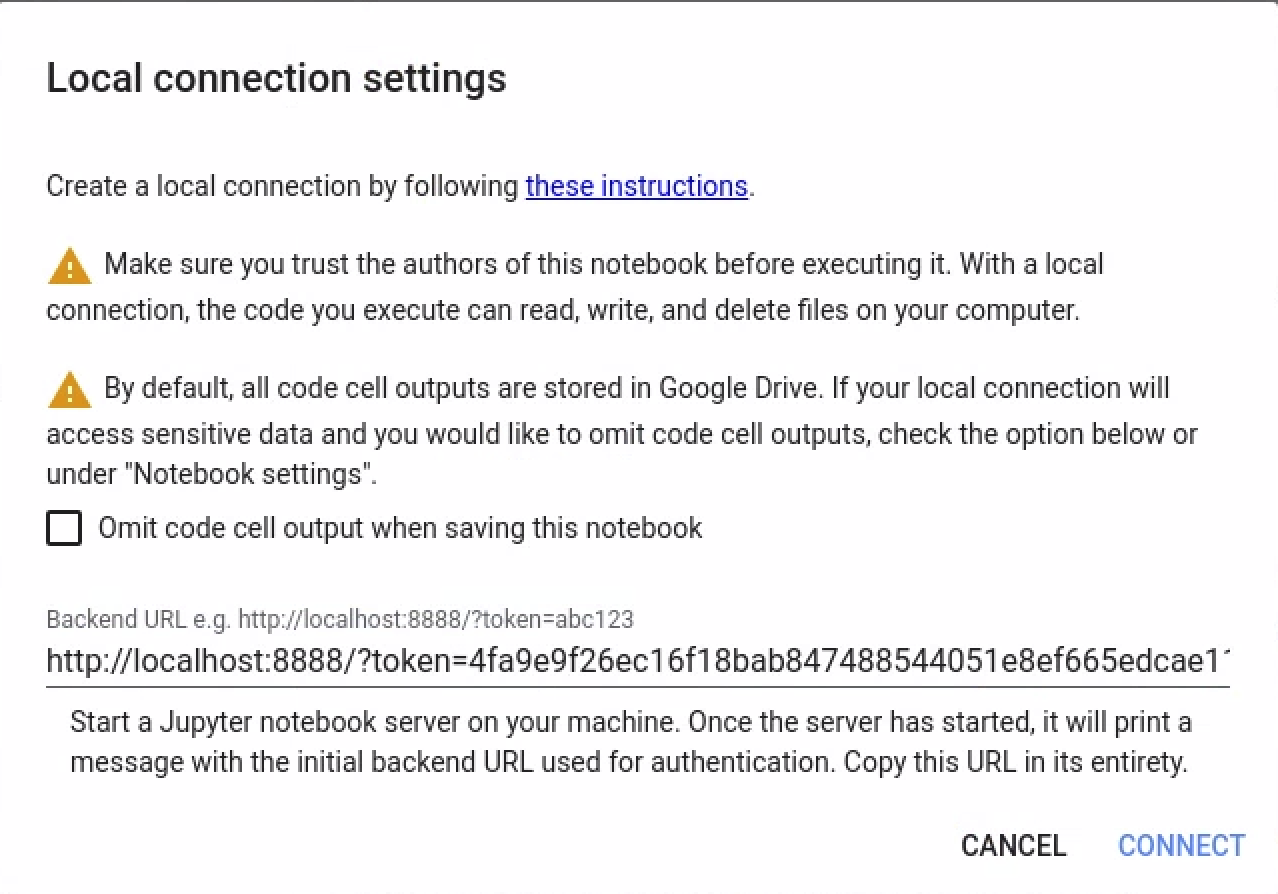 Local connection settings
Create a local connection by following these instructions.
Make sure you trust the authors of this notebook before executing it. With a local
connection, the code you execute can read, write, and delete files on your computer.
By default, all code cell outputs are stored in Google Drive. If your local connection will
access sensitive data and you would like to omit code cell outputs, check the option below or
under "Notebook settings".
Omit code cell output when saving this notebook
Backend URL e.g. http://localhost:8888/?token=abc123
http://localhost:8888/?token=4fa9e9f26ec16f18bab847488544051e8ef665edcae1
Start a Jupyter notebook server on your machine. Once the server has started, it will print a
message with the initial backend URL used for authentication. Copy this URL in its entirety.
CANCEL CONNECT